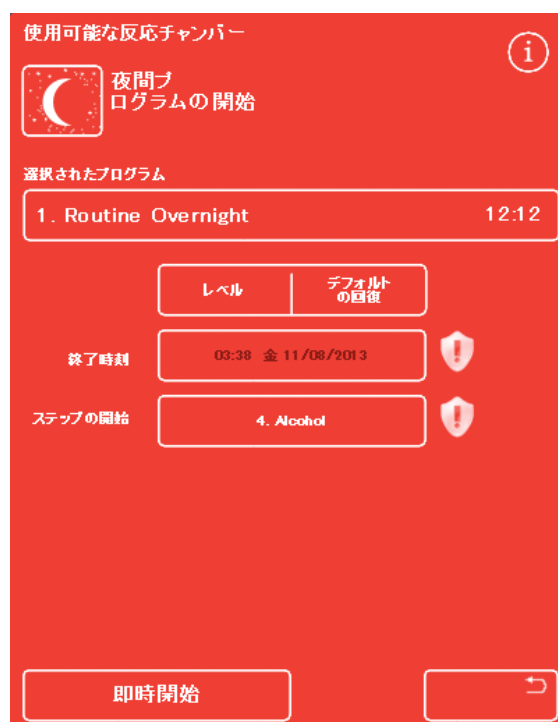 使用可能な反応チャンバー
夜間プ
ログラムの開始
選択されたプログラム
1. Routine Overnight 12:12
レベル
デフォルト
の回復
終了時刻
03:38 金 11/08/2013
ステップの開始
4. Alcohol
即時開始